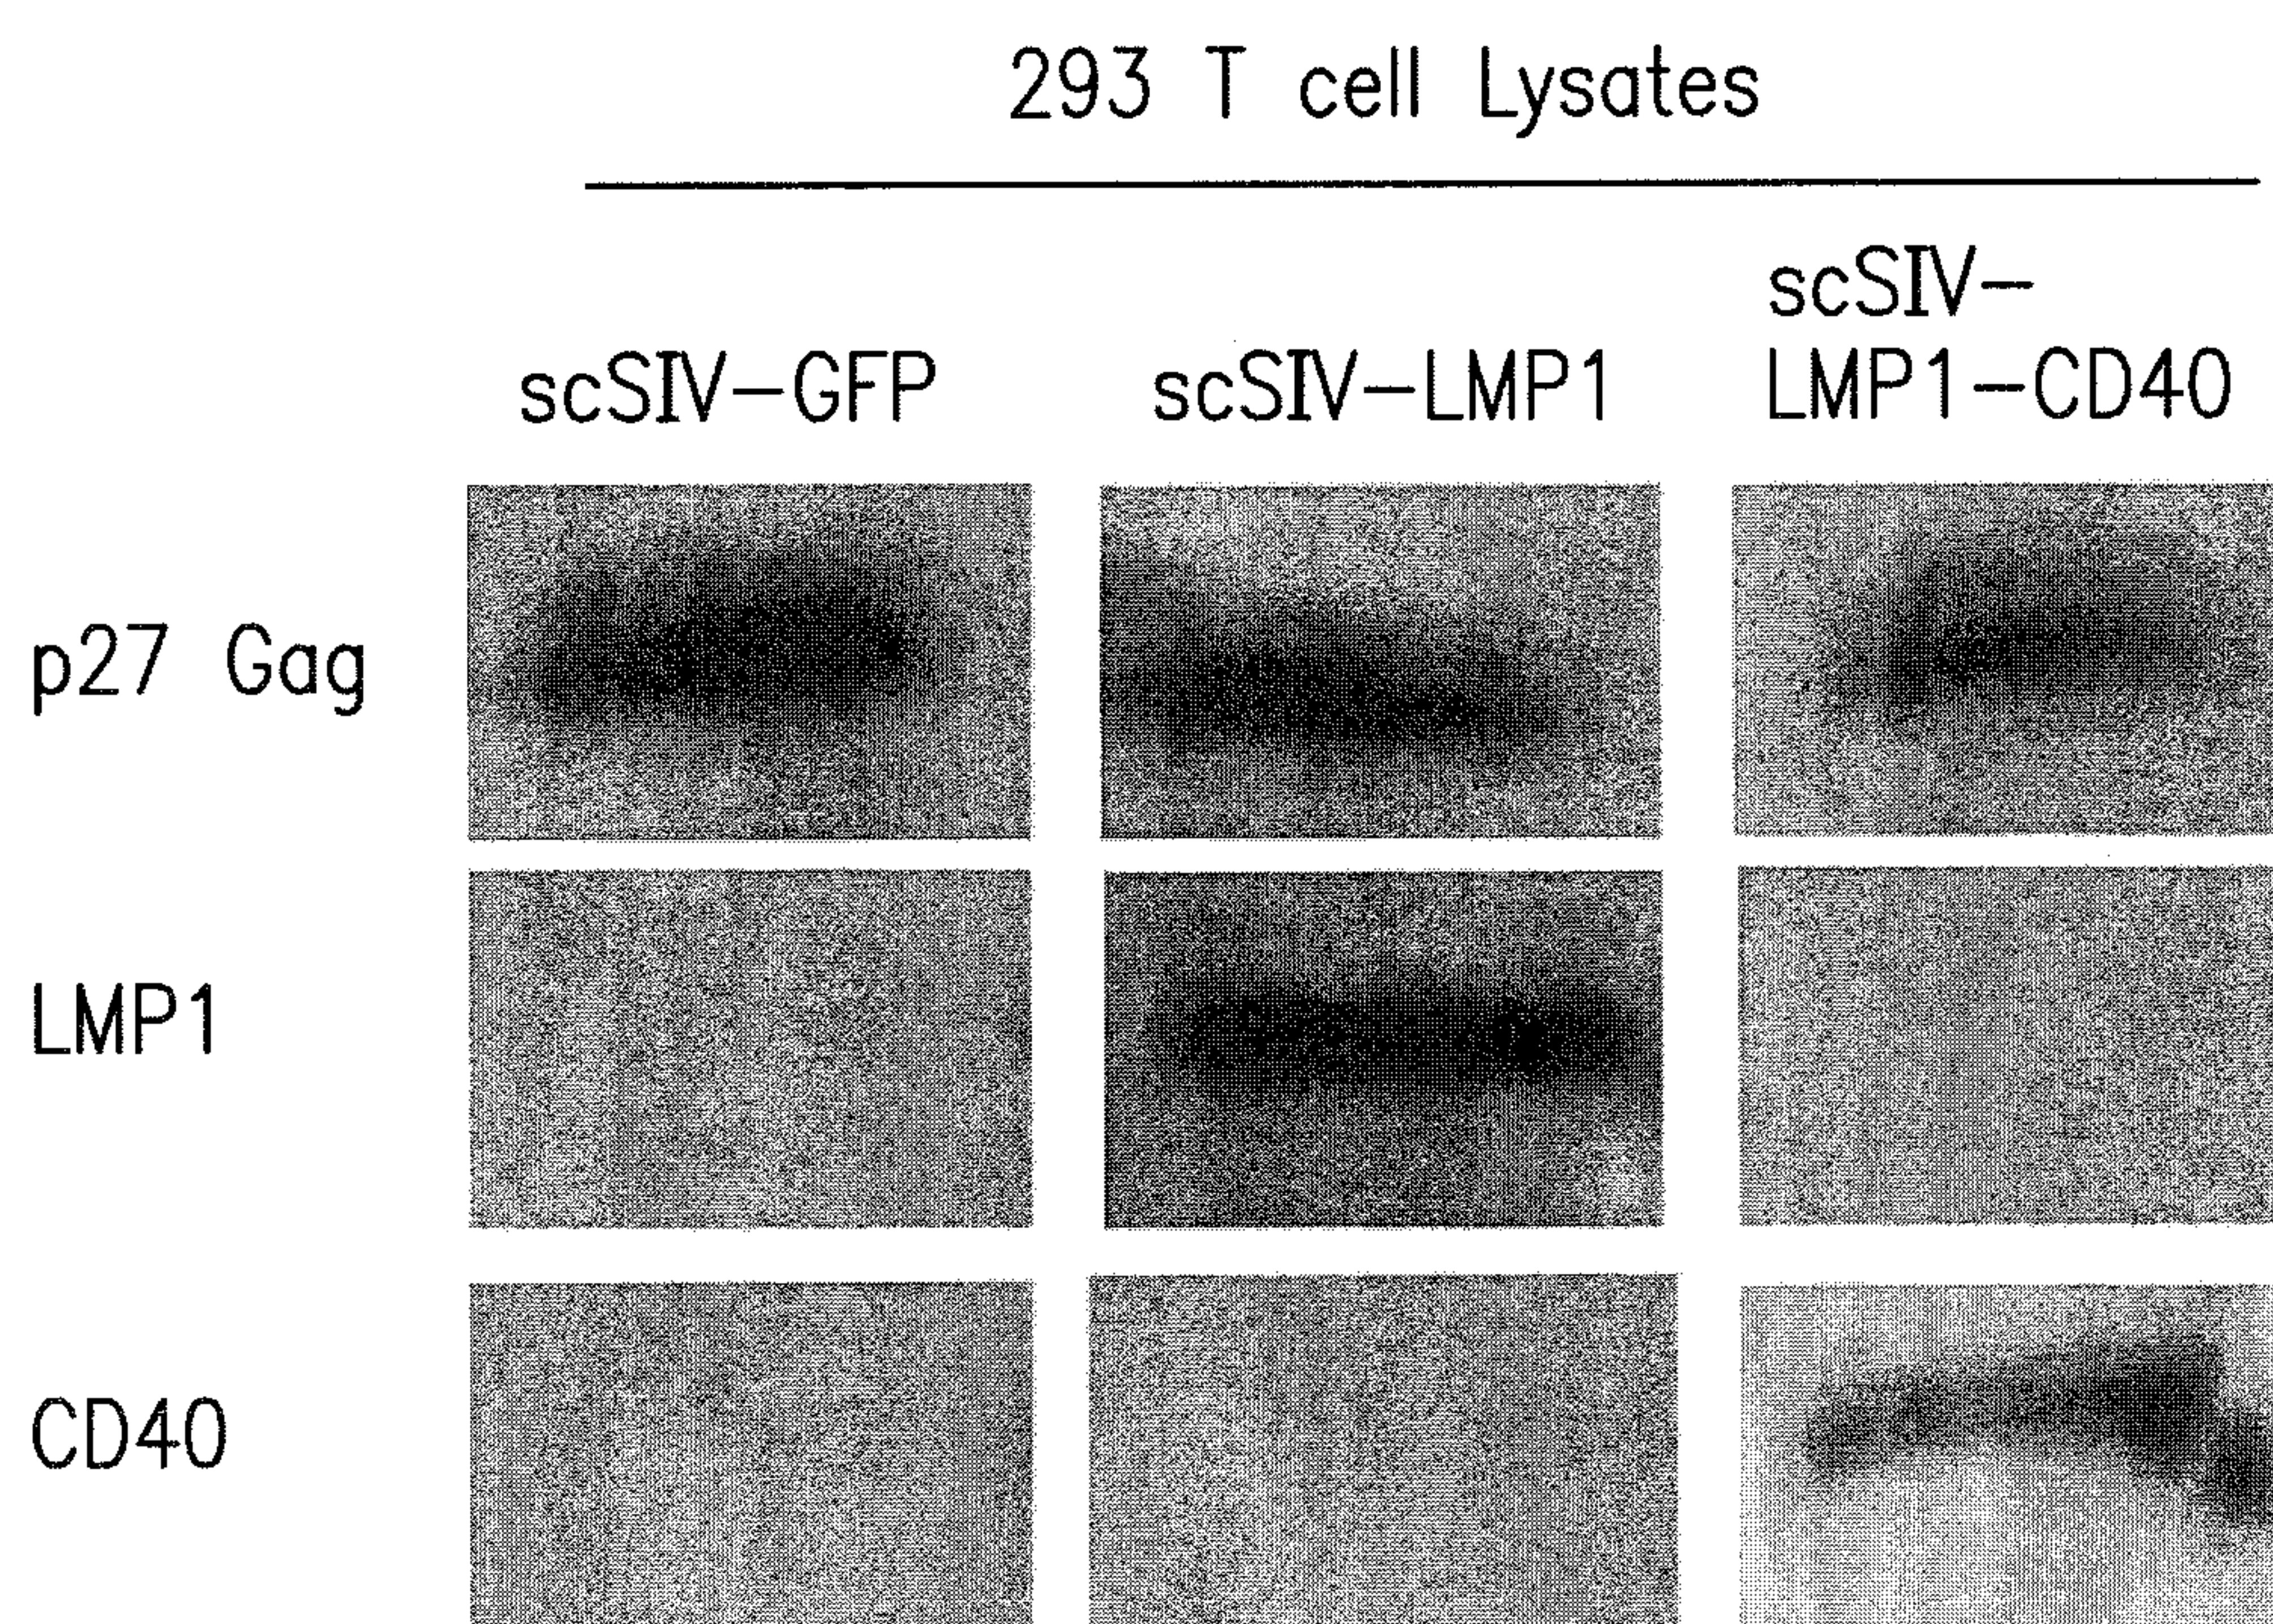 293 T cell Lysates
scSIV-GFP
scSIV-LMP1
scSIV-
LMP1-CD40
p27 Gag
LMP1
CD40